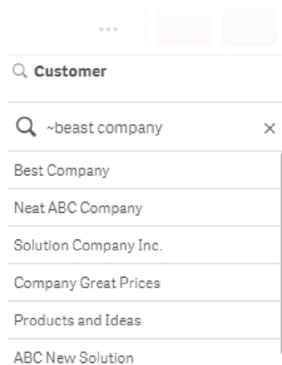 Customer
~beast company
Best Company
Neat ABC Company
Solution Company Inc.
Company Great Prices
Products and Ideas
ABC New Solution